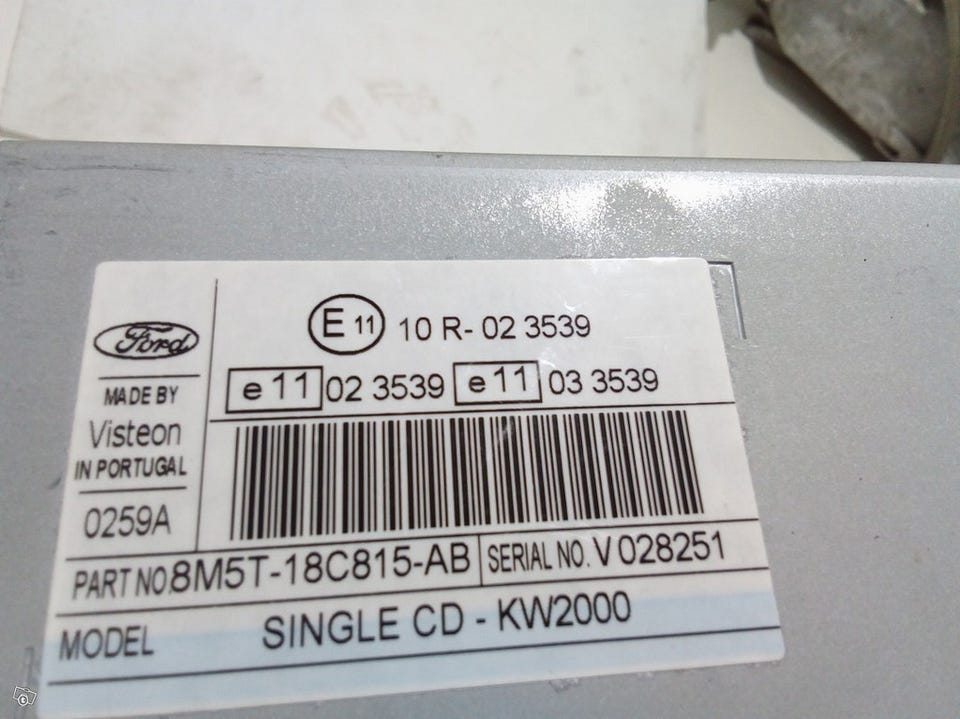 Ford
MADE BY
Visteon
IN PORTUGAL
0259A
E 11 10 R- 02 3539
e 11 02 3539 e 11 03 3539
PART NO. 8M5T-18C815-AB SERIAL NO. V 028251
MODEL SINGLE CD - KW2000
t